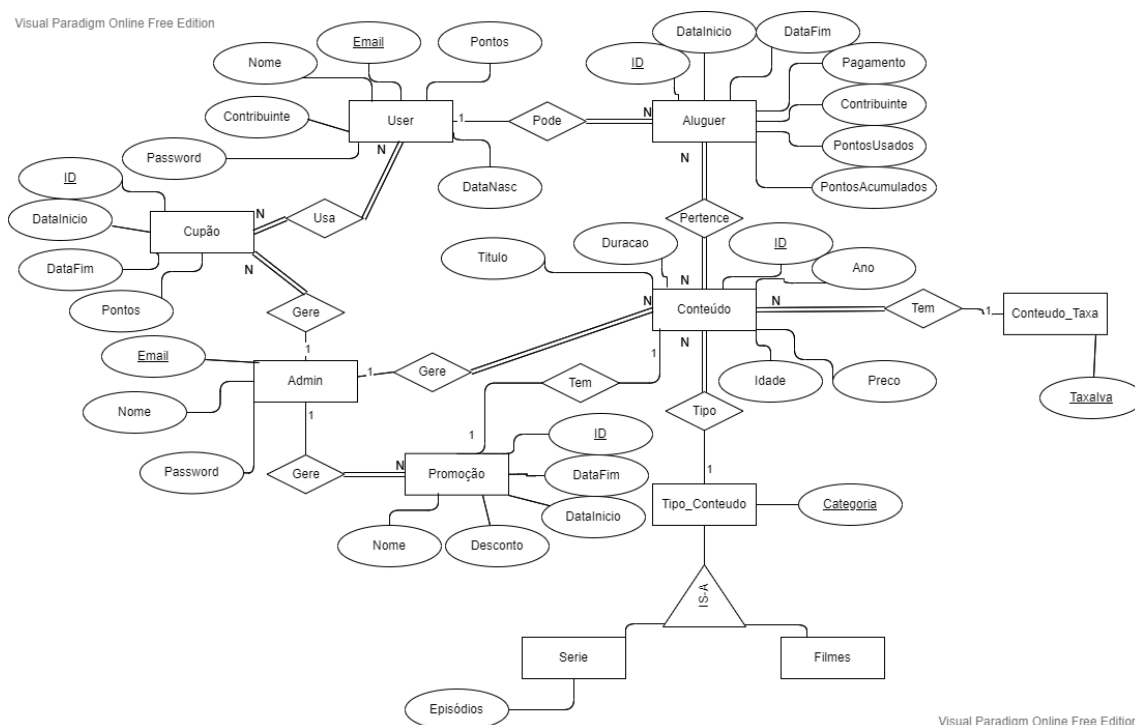 Visual Paradigm Online Free Edition
Email
Pontos
DataInicio
DataFim
Nome
ID
Pagamento
Contribuinte
User
1
Pode
N
Aluguer
Contribuinte
Password
N
N
PontosUsados
ID
DataNasc
PontosAcumulados
DataInicio
N
Usa
Cupão
Pertence
DataFim
N
Titulo
Duracao
ID
Ano
Pontos
Gere
N
N
Conteúdo
N
Tem
1
Conteudo_Taxa
1
N
1
Email
Admin
1
Gere
Tem
Idade
Preco
TaxaIva
Nome
1
Tipo
1
ID
Password
Gere
N
Promoção
DataFim
1
DataInicio
Tipo_Conteudo
Categoria
Nome
Desconto
IS-A
Serie
Filmes
Episódios
Visual Paradigm Online Free Edition